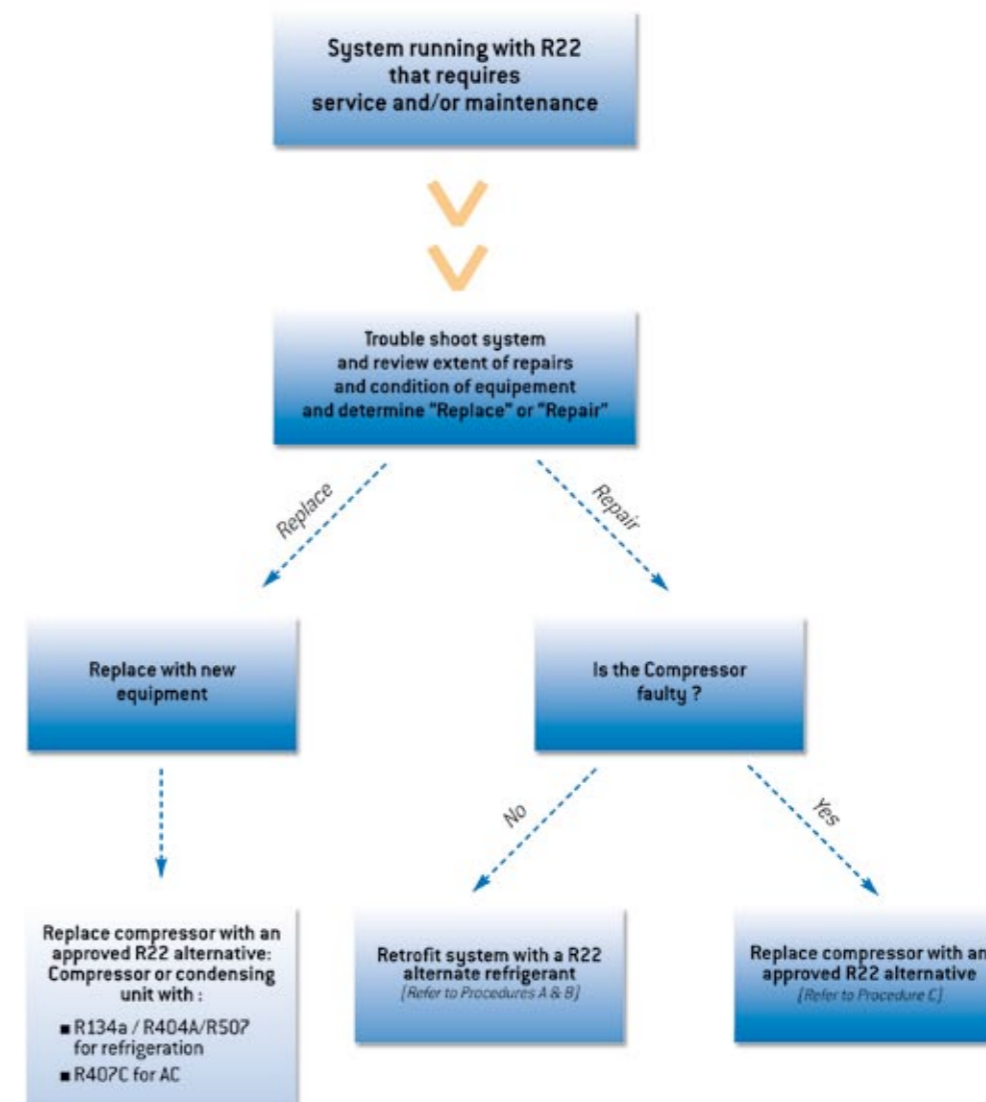 System running with R22
that requires
service and/or maintenance
Trouble shoot system
and review extent of repairs
and condition of equipement
and determine "Replace" or "Repair"
Replace
Repair
Replace with new
equipment
Is the Compressor
faulty ?
No
Yes
Replace compressor with an
approved R22 alternative:
Compressor or condensing
unit with :
■ R134a / R404A/R507
for refrigeration
■ R407C for AC
Retrofit system with a R22
alternate refrigerant
[Refer to Procedures A & B]
Replace compressor with an
approved R22 alternative
[Refer to Procedure C]